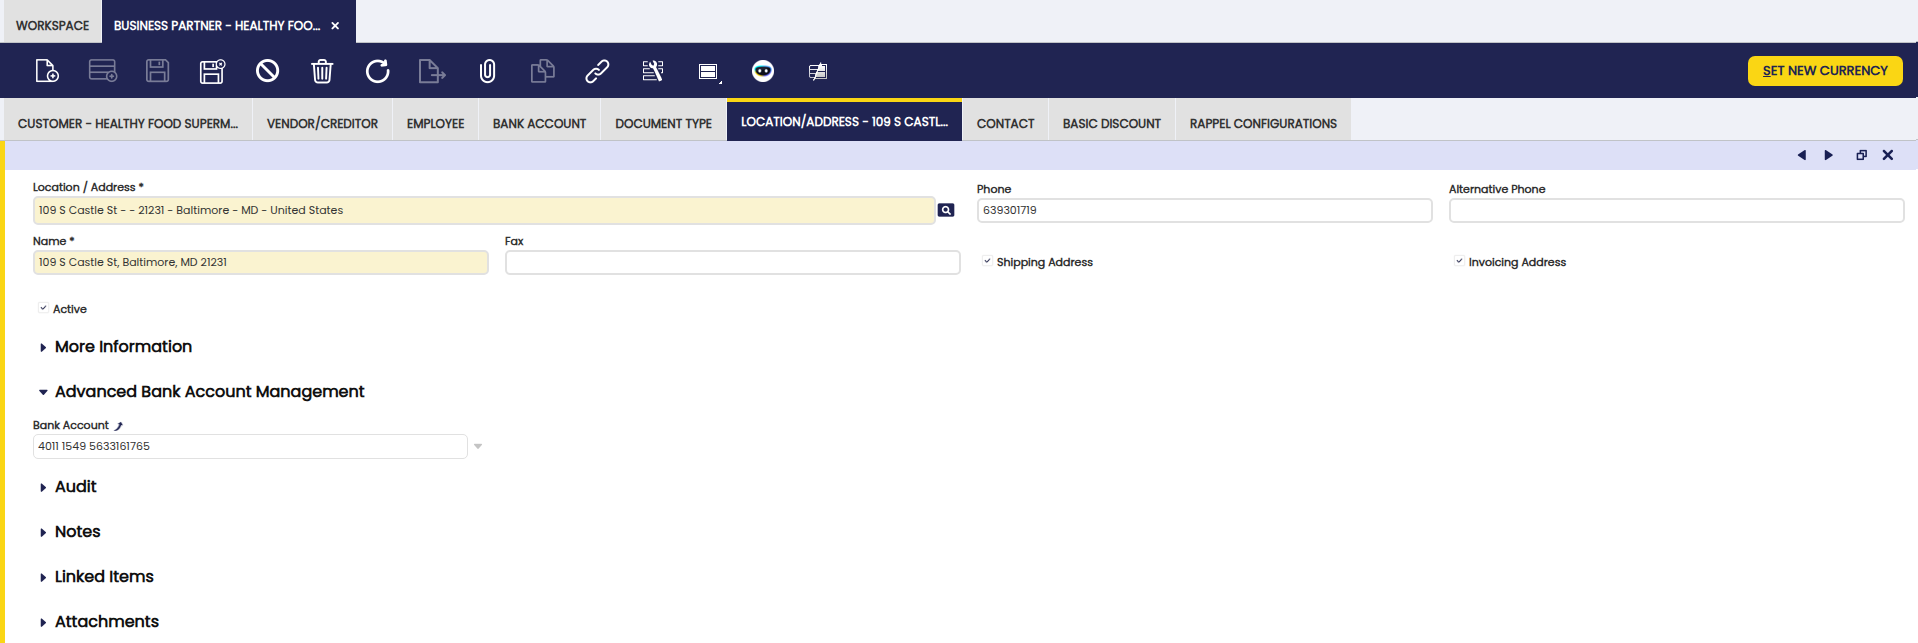 WORKSPACE BUSINESS PARTNER - HEALTHY FOO...
SET NEW CURRENCY
CUSTOMER - HEALTHY FOOD SUPERM... VENDOR/CREDITOR EMPLOYEE BANK ACCOUNT DOCUMENT TYPE LOCATION/ADDRESS - 109 S CASTL... CONTACT BASIC DISCOUNT RAPPEL CONFIGURATIONS
Location / Address * Phone Alternative Phone
109 S Castle St - - 21231 - Baltimore - MD - United States 639301719
Name * Fax
109 S Castle St, Baltimore, MD 21231 Shipping Address Invoicing Address
Active
More Information
Advanced Bank Account Management
Bank Account
4011 1549 5633161765
Audit
Notes
Linked Items
Attachments